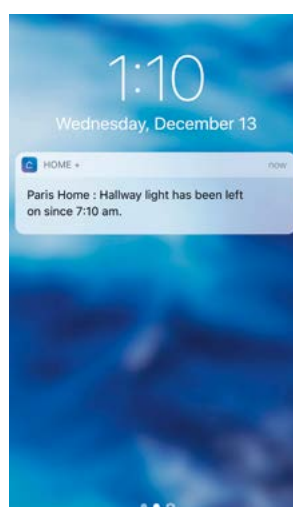 1:10
Wednesday, December 13
HOME + now
Paris Home : Hallway light has been left
on since 7:10 am.